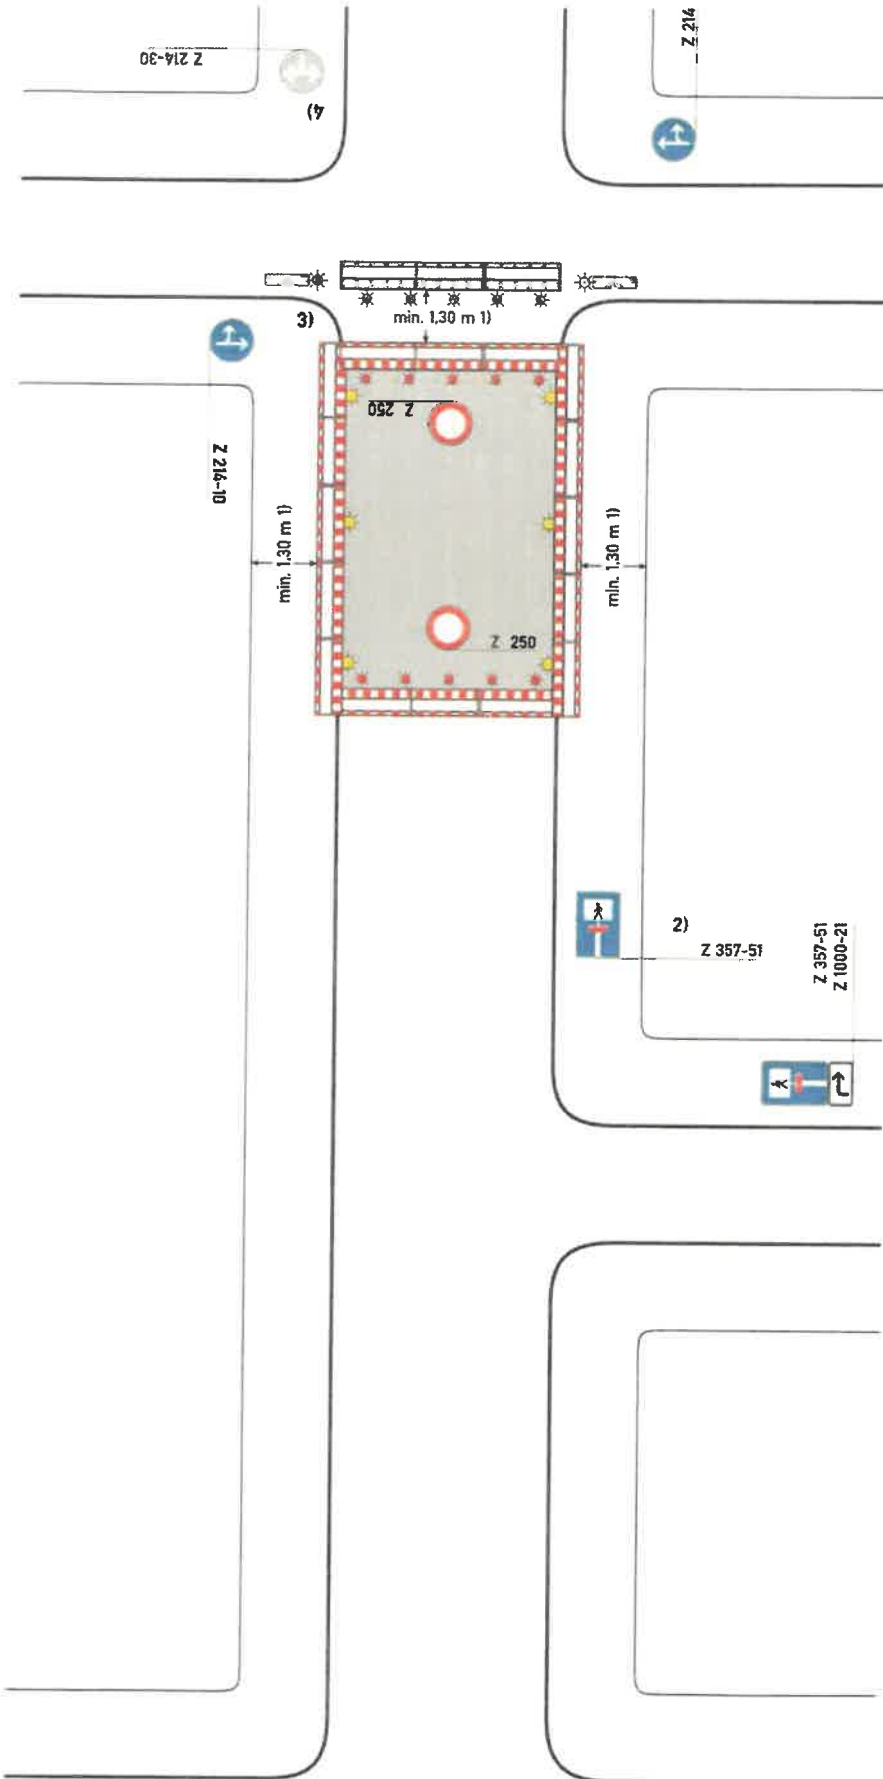 Z 214
Z 214-30
4)
3)
min. 1,30 m 1)
Z 250
Z 214-10
min. 1,30 m 1)
min. 1,30 m 1)
Z 250
2)
Z 357-51
Z 357-51
Z 1000-21